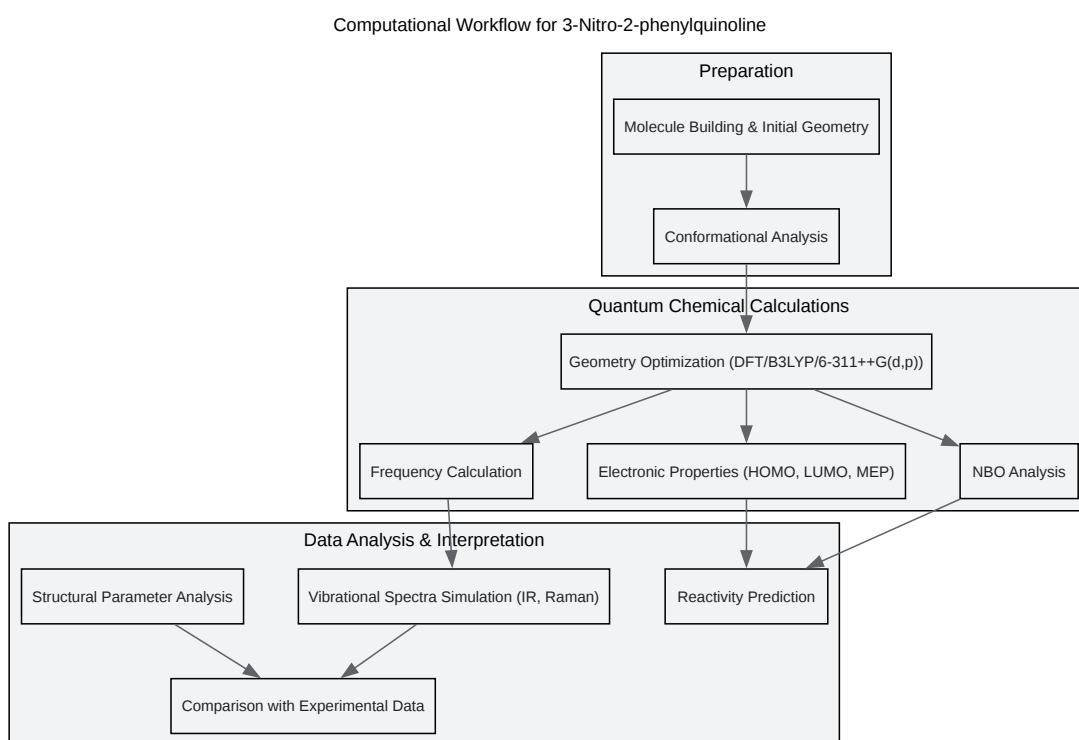 Computational Workflow for 3-Nitro-2-phenylquinoline
Preparation
Molecule Building & Initial Geometry
Conformational Analysis
Quantum Chemical Calculations
Geometry Optimization (DFT/B3LYP/6-311++G(d,p))
Frequency Calculation
Electronic Properties (HOMO, LUMO, MEP)
NBO Analysis
Data Analysis & Interpretation
Structural Parameter Analysis
Vibrational Spectra Simulation (IR, Raman)
Reactivity Prediction
Comparison with Experimental Data